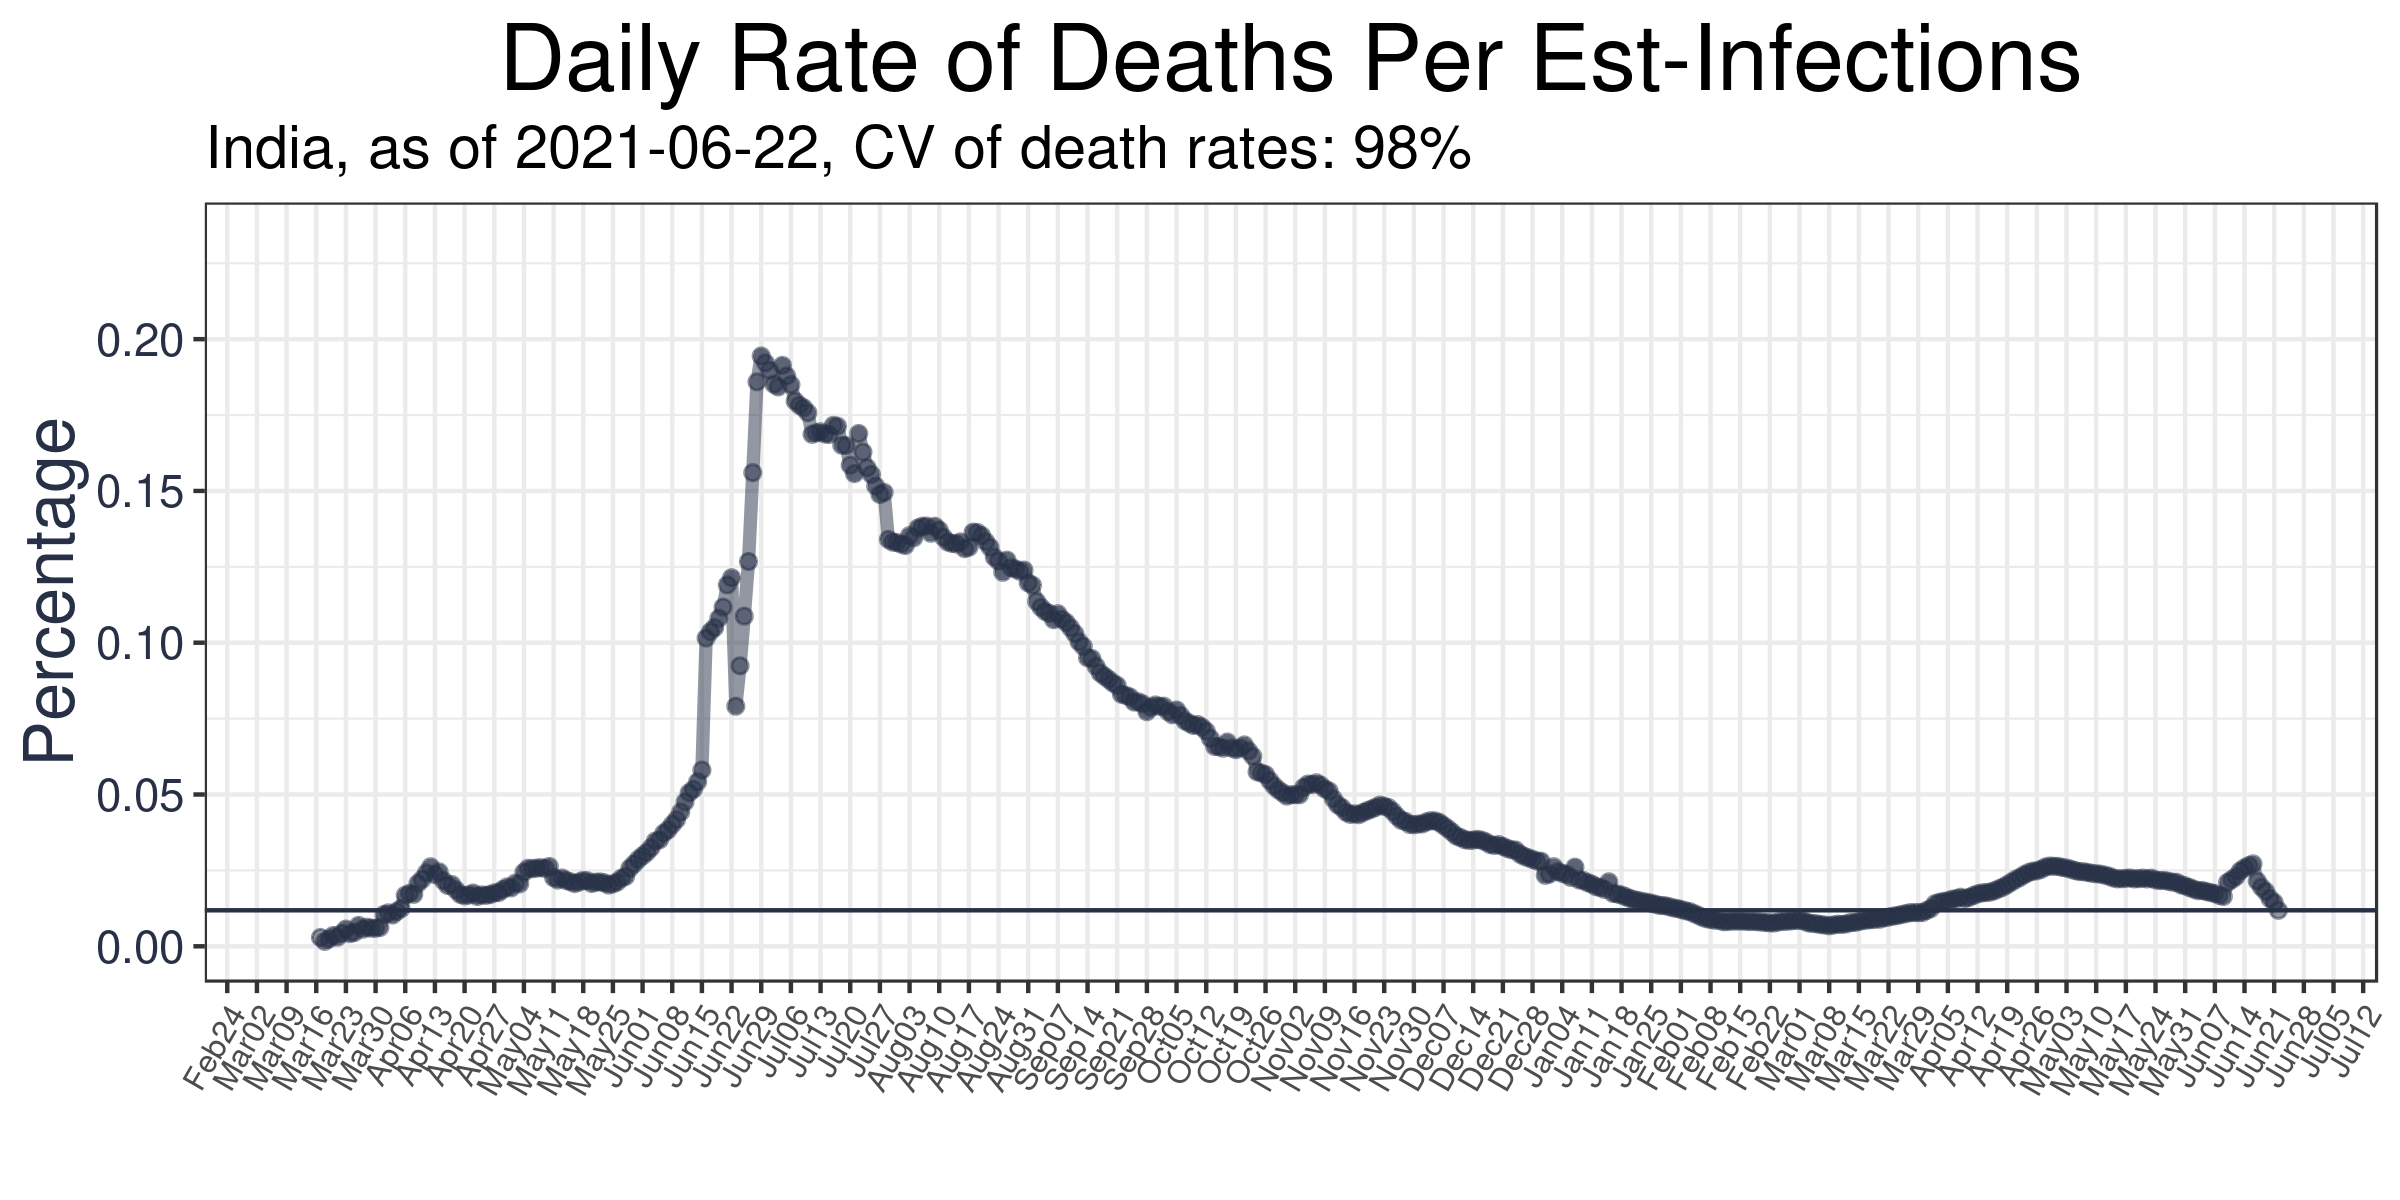 Daily Rate of Deaths Per Est-Infections
India, as of 2021-06-22, CV of death rates: 98%
Percentage
0.20
0.15
0.10
0.05
0.00
Feb24
Mar02
Mar09
Mar16
Mar23
Mar30
Apr06
Apr13
Apr20
Apr27
May04
May11
May18
May25
Jun01
Jun08
Jun15
Jun22
Jun29
Jul06
Jul13
Jul20
Jul27
Aug03
Aug10
Aug17
Aug24
Aug31
Sep07
Sep14
Sep21
Sep28
Oct05
Oct12
Oct19
Oct26
Nov02
Nov09
Nov16
Nov23
Nov30
Dec07
Dec14
Dec21
Dec28
Jan04
Jan11
Jan18
Jan25
Feb01
Feb08
Feb15
Feb22
Mar01
Mar08
Mar15
Mar22
Mar29
Apr05
Apr12
Apr19
Apr26
May03
May10
May17
May24
May31
Jun07
Jun14
Jun21
Jun28
Jul05
Jul12